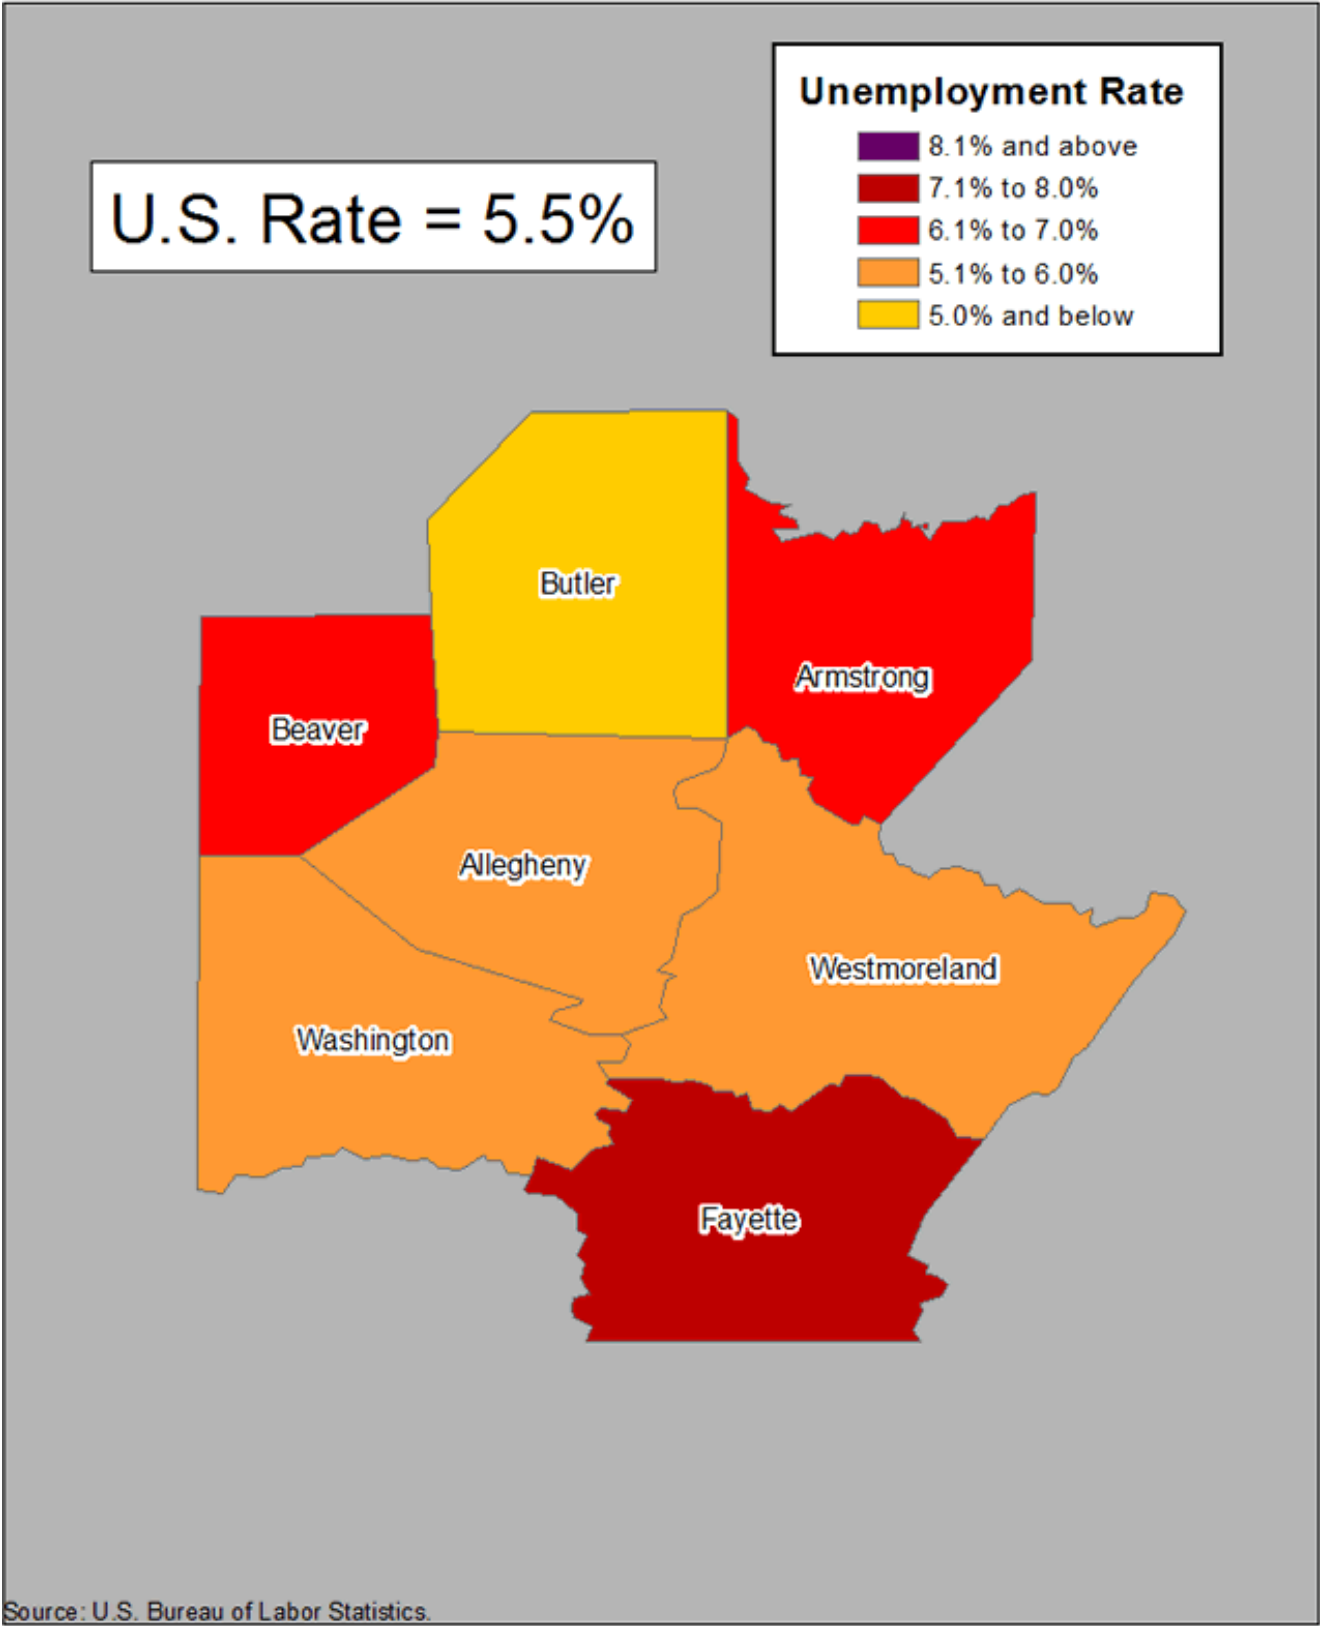 Unemployment Rate
8.1% and above
7.1% to 8.0%
6.1% to 7.0%
5.1% to 6.0%
5.0% and below
U.S. Rate = 5.5%
Butler
Armstrong
Beaver
Allegheny
Westmoreland
Washington
Fayette
Source: U.S. Bureau of Labor Statistics.